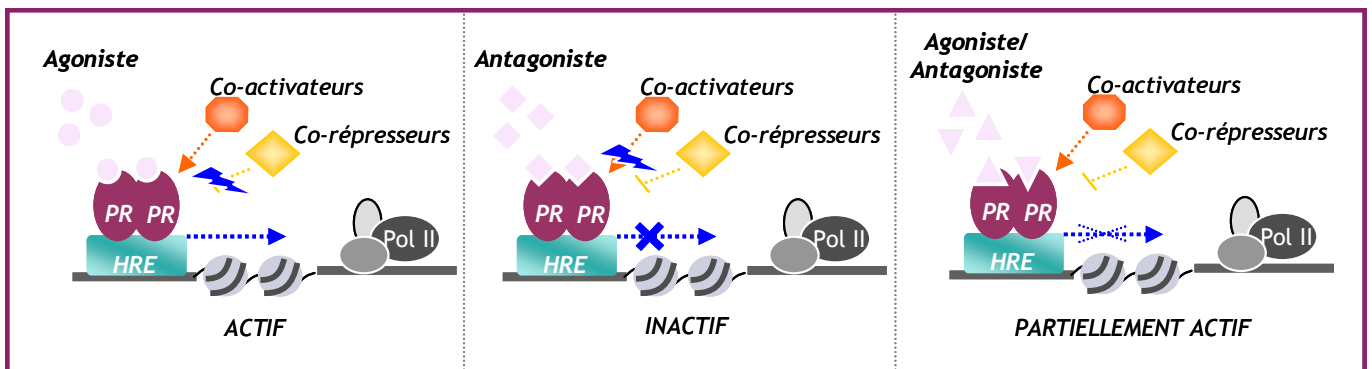 Agoniste
Co-activateurs
Co-répresseurs
PR PR
HRE
Pol II
ACTIF
Antagoniste
Co-activateurs
Co-répresseurs
PR PR
HRE
Pol II
INACTIF
Agoniste/
Antagoniste
Co-activateurs
Co-répresseurs
PR PR
HRE
Pol II
PARTIELLEMENT ACTIF